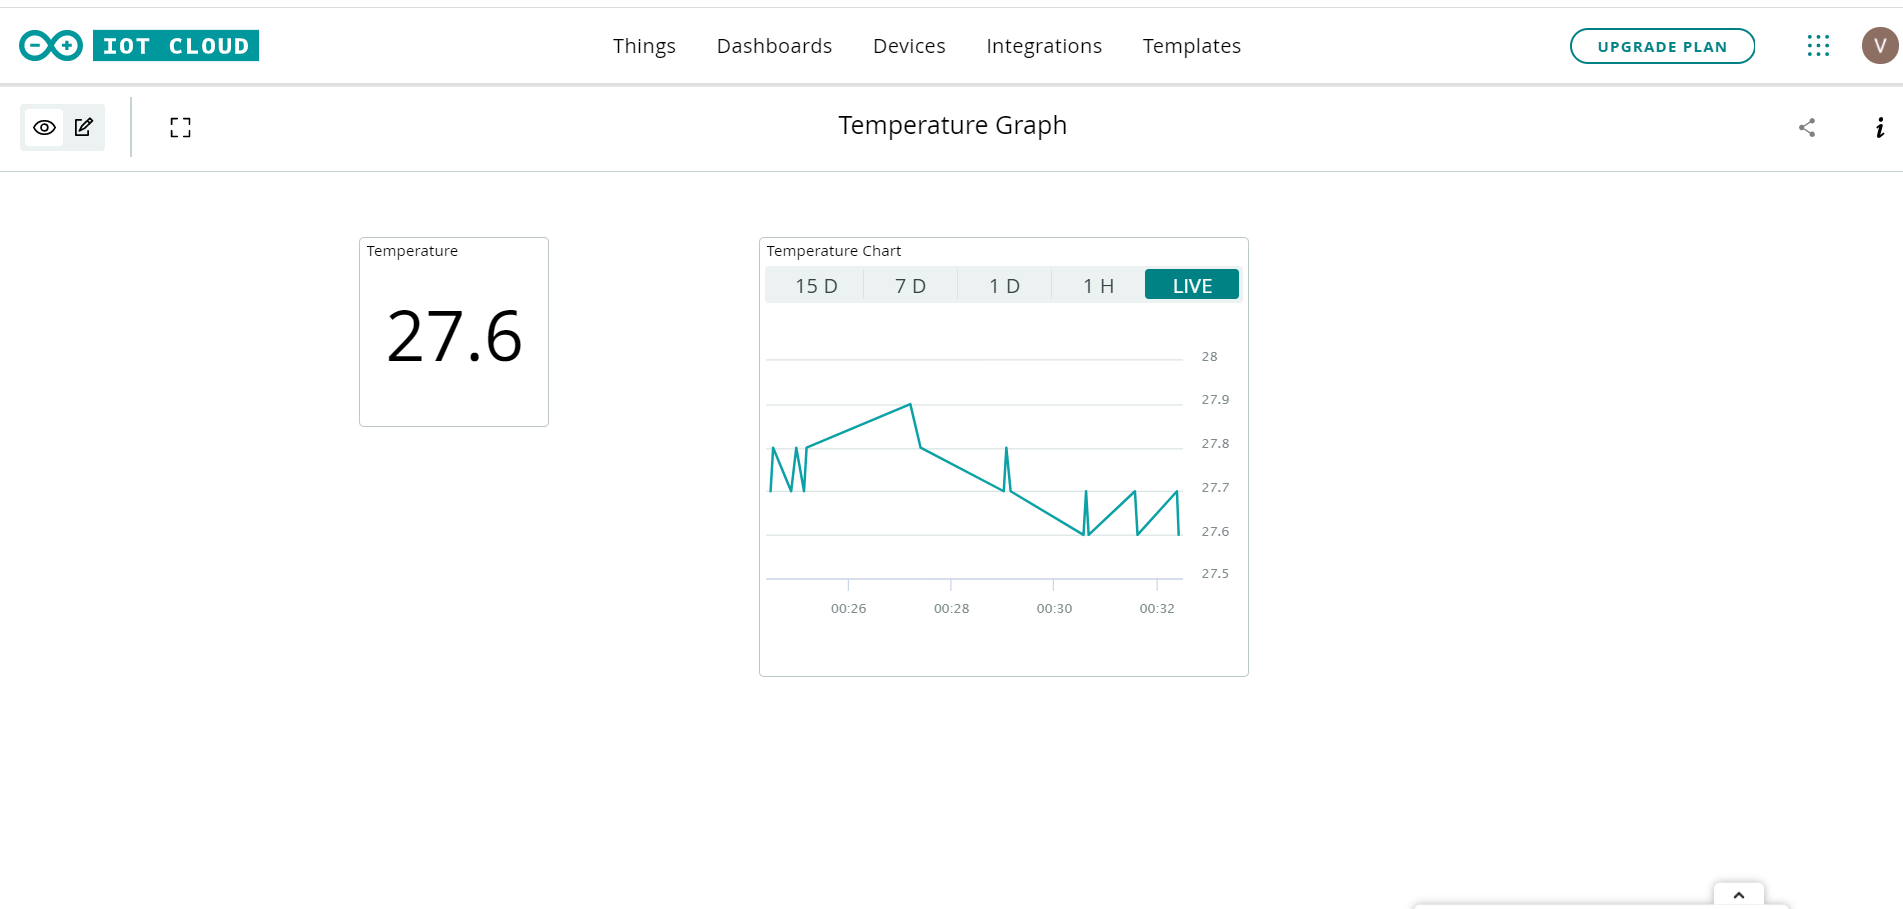 IOT CLOUD
Things Dashboards Devices Integrations Templates
UPGRADE PLAN
V
Temperature Graph
i
Temperature
27.6
Temperature Chart
15 D 7 D 1 D 1 H LIVE
28
27.9
27.8
27.7
27.6
27.5
00:26 00:28 00:30 00:32